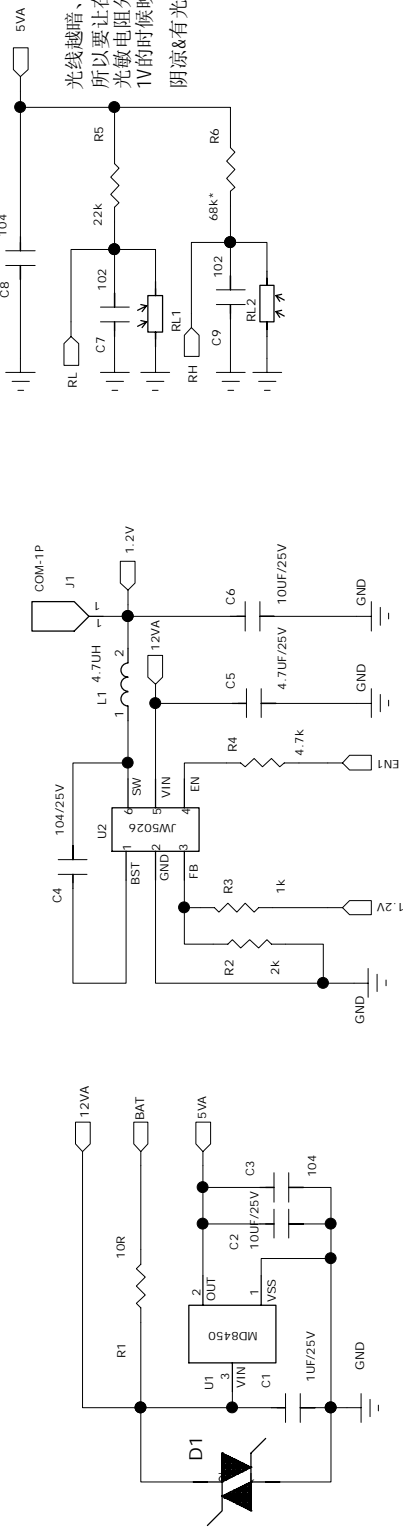 12VA
BAT
5VA
R1
10R
D1
U1
MD8450
3
VIN
2
OUT
1
VSS
C1
1UF/25V
C2
10UF/25V
C3
104
GND
C4
104/25V
U2
JW5026
1
BST
2
GND
3
FB
6
SW
5
VIN
4
EN
L1
4.7UH
1
2
COM-1P
J1
1
1
1.2V
12VA
C6
10UF/25V
GND
C5
4.7UF/25V
GND
R4
4.7k
EN1
R3
1k
1.2V
R2
2k
GND
5VA
C8
104
R5
22k
RL
C7
102
RL1
R6
68k*
RH
C9
102
RL2
光线越暗、
所以要让在
光敏电阻分
1V的时候
阴凉&有光